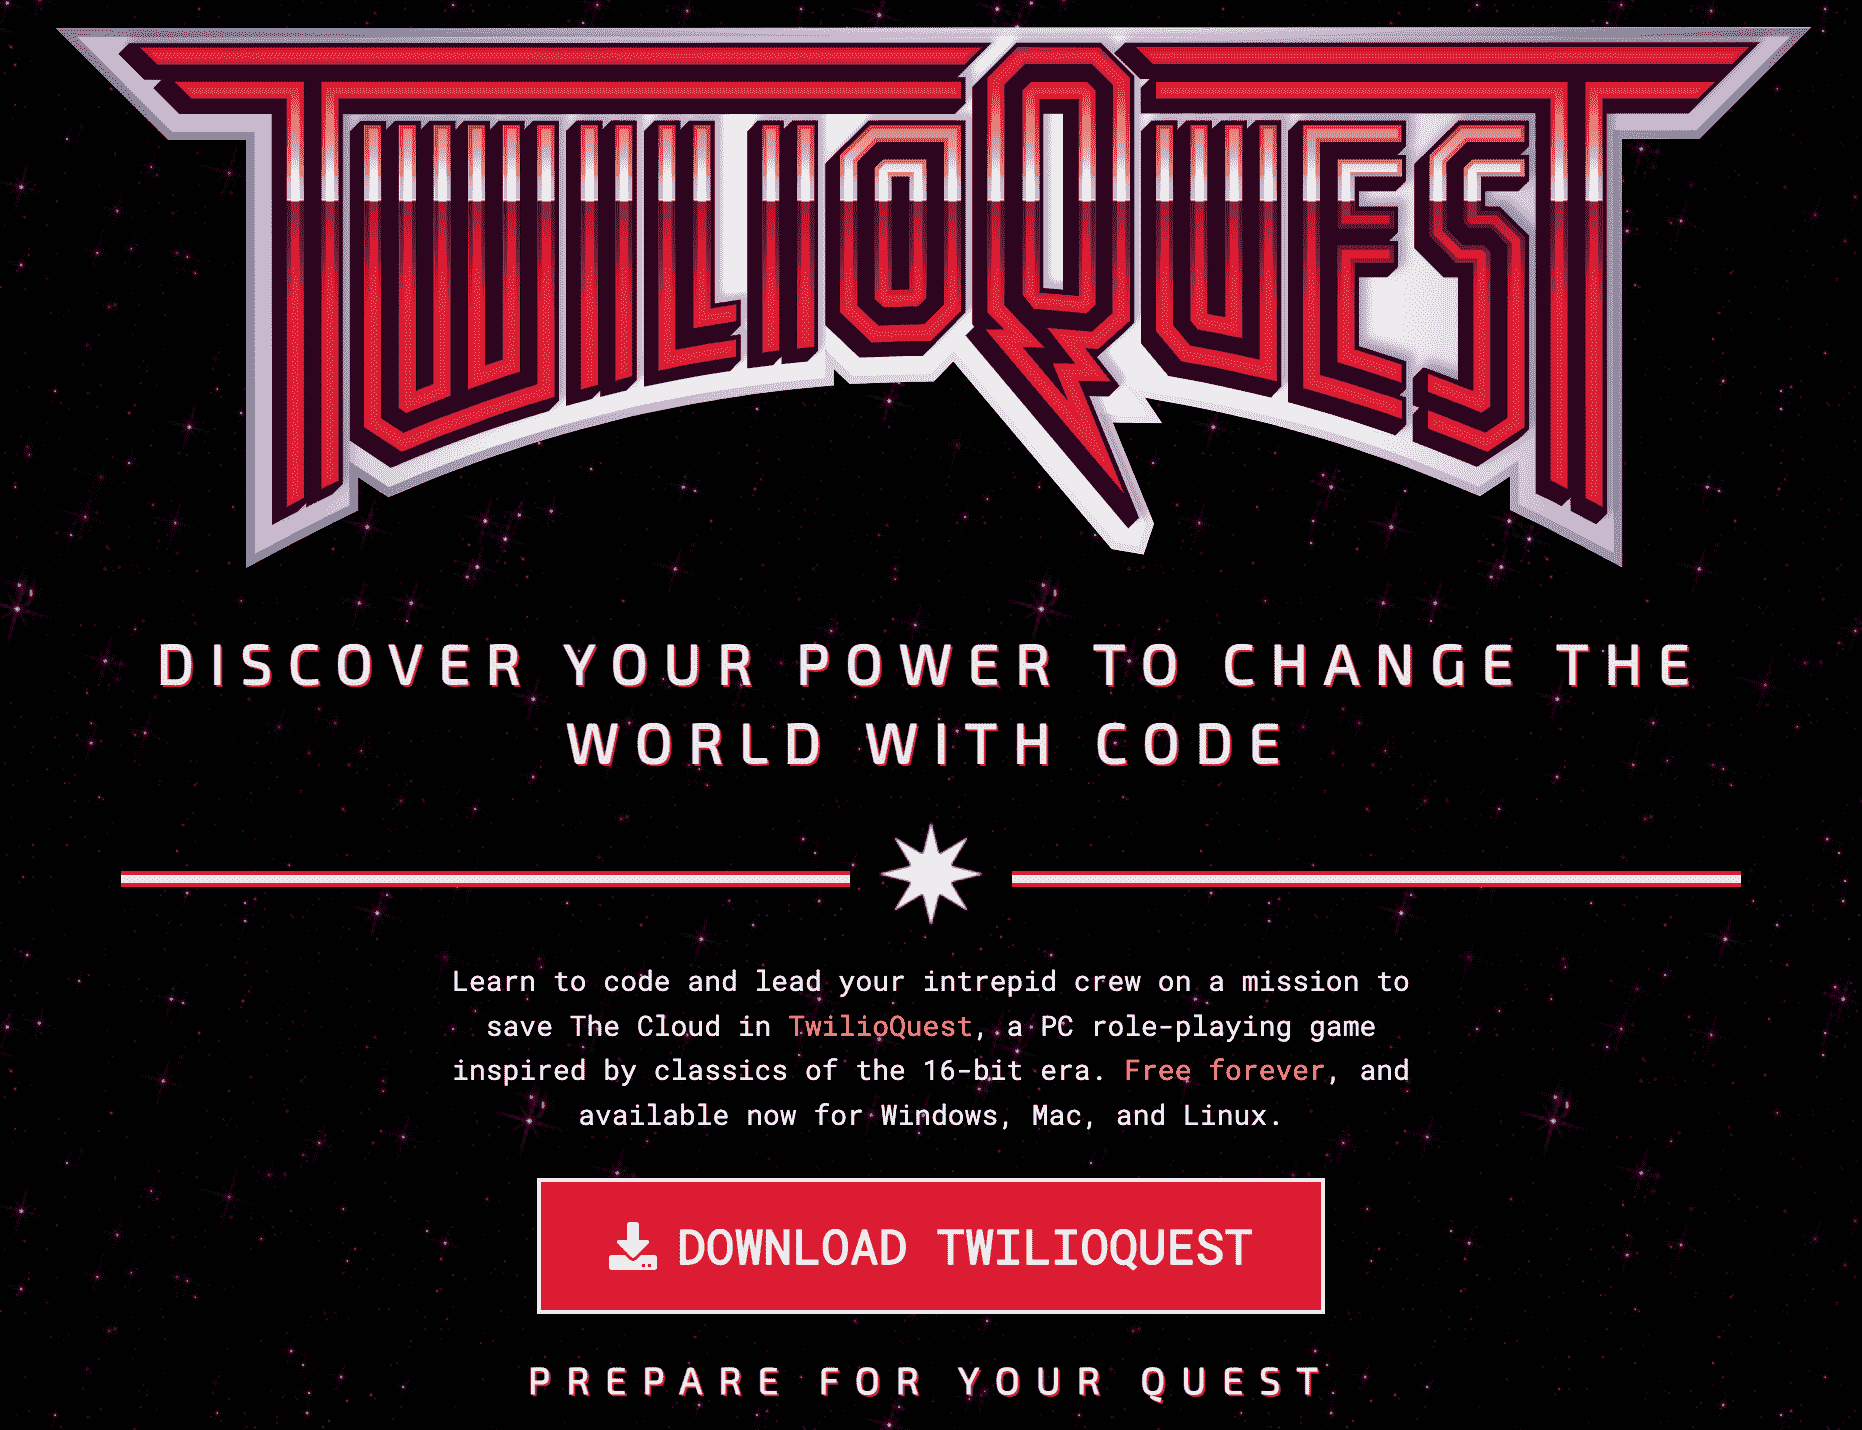 TWILIOQUEST
DISCOVER YOUR POWER TO CHANGE THE
WORLD WITH CODE
Learn to code and lead your intrepid crew on a mission to
save The Cloud in TwilioQuest, a PC role-playing game
inspired by classics of the 16-bit era. Free forever, and
available now for Windows, Mac, and Linux.
DOWNLOAD TWILIOQUEST
PREPARE FOR YOUR QUEST